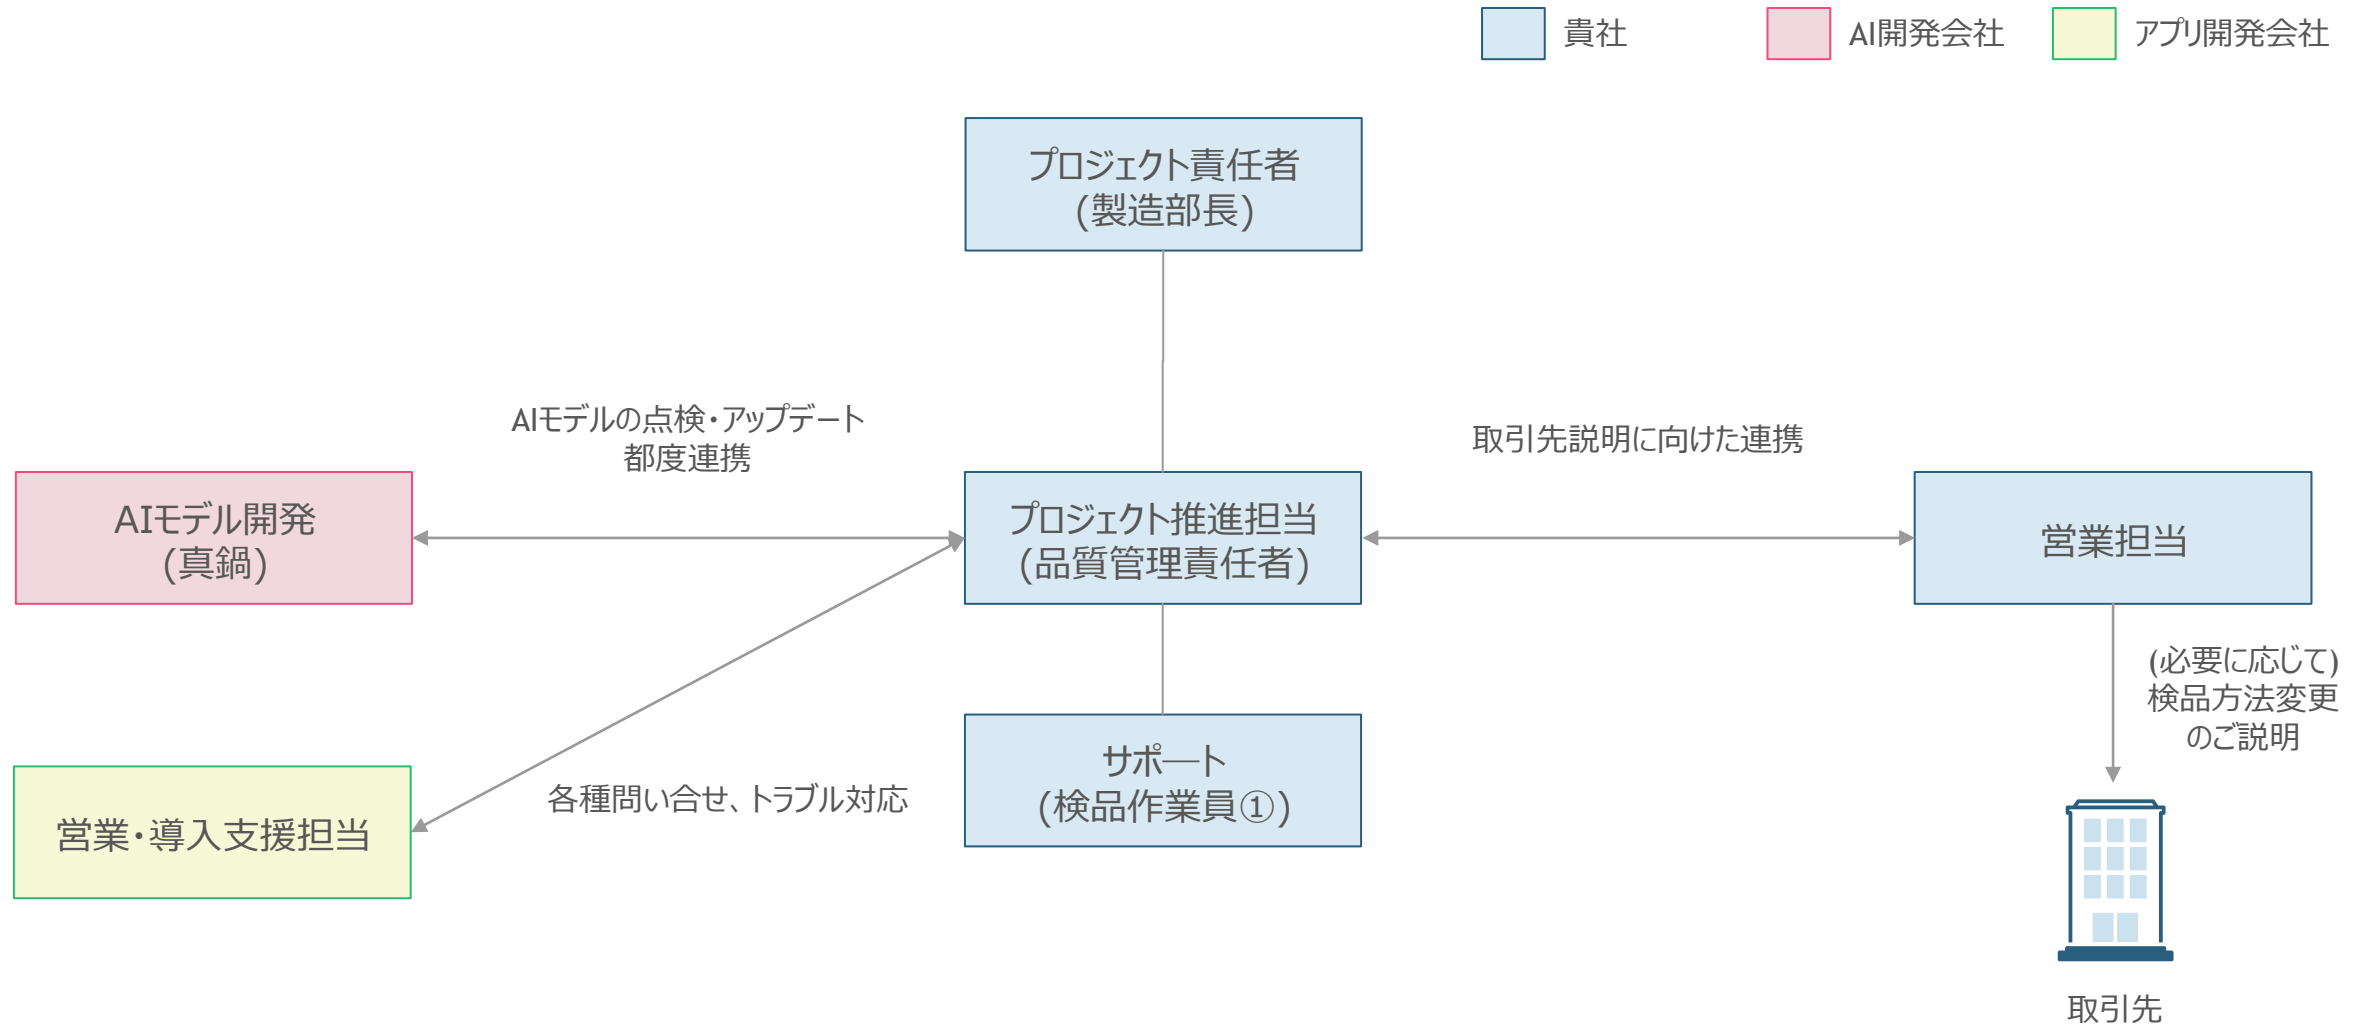 貴社
AI開発会社
アプリ開発会社
プロジェクト責任者
(製造部長)
AIモデルの点検・アップデート
都度連携
取引先説明に向けた連携
AIモデル開発
(真鍋)
プロジェクト推進担当
(品質管理責任者)
営業担当
(必要に応じて)
検品方法変更
のご説明
サポート
(検品作業員①)
各種問い合せ、トラブル対応
営業・導入支援担当
取引先